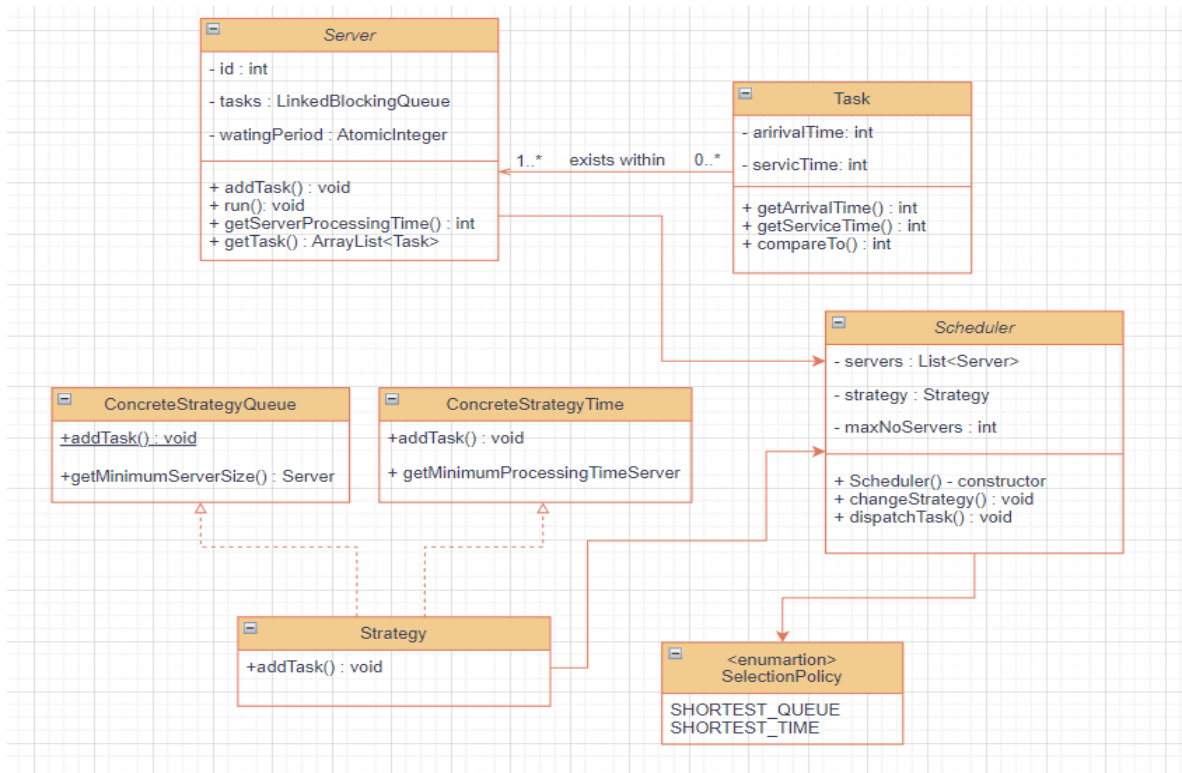 Server
- id : int
- tasks : LinkedBlockingQueue
- watingPeriod : AtomicInteger
+ addTask() : void
+ run(): void
+ getServerProcessingTime() : int
+ getTask() : ArrayList<Task>
Task
- aririvalTime: int
- servicTime: int
+ getArrivalTime() : int
+ getServiceTime() : int
+ compareTo() : int
1..* exists within 0..*
Scheduler
- servers : List<Server>
- strategy : Strategy
- maxNoServers : int
+ Scheduler() - constructor
+ changeStrategy() : void
+ dispatchTask() : void
ConcreteStrategyQueue
+addTask() : void
+getMinimumServerSize() : Server
ConcreteStrategyTime
+addTask() : void
+ getMinimumProcessingTimeServer
Strategy
+addTask() : void
<enumartion>
SelectionPolicy
SHORTEST_QUEUE
SHORTEST_TIME